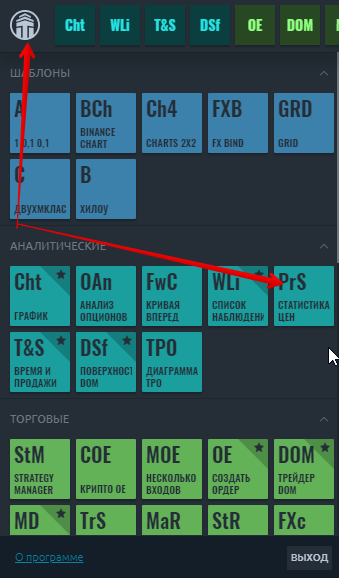 Cht WLi T&S DSf OE DOM
ШАБЛОНЫ
A BCh Ch4 FXB GRD
1 0,1 0,1 BINANCE CHART CHARTS 2X2 FX BIND GRID
C B
ДВУХМКЛАС ХИЛОУ
АНАЛИТИЧЕСКИЕ
Cht OAn FwC WLi PrS
ГРАФИК АНАЛИЗ ОПЦИОНОВ КРИВАЯ ВПЕРЕД СПИСОК НАБЛЮДЕНИ СТАТИСТИКА ЦЕН
T&S DSf TPO
ВРЕМЯ И ПРОДАЖИ ПОВЕРХНОСТ DOM ДИАГРАММА TPO
ТОРГОВЫЕ
StM COE MOE OE DOM
STRATEGY MANAGER КРИПТО OE НЕСКОЛЬКО ВХОДОВ СОЗДАТЬ ОРДЕР ТРЕЙДЕР DOM
MD TrS MaR StR FXc
О программе
ВЫХОД